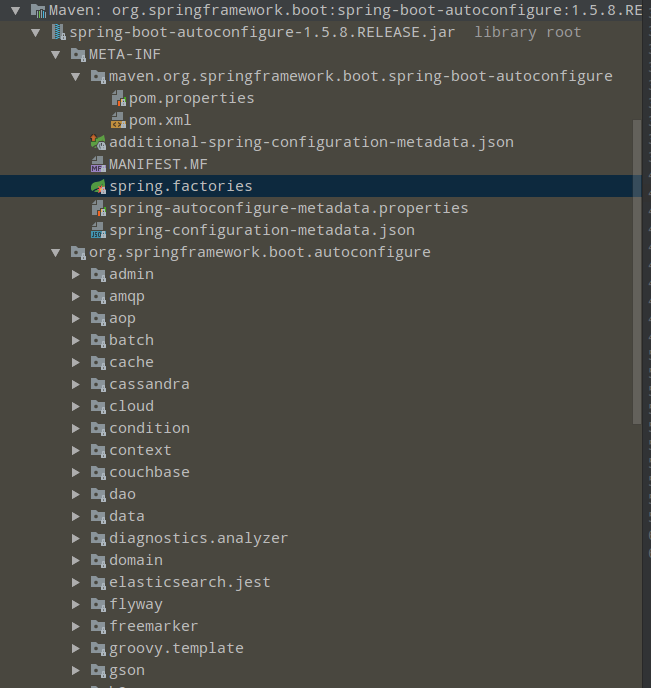 Maven: org.springframework.boot:spring-boot-autoconfigure:1.5.8.RE
spring-boot-autoconfigure-1.5.8.RELEASE.jar library root
META-INF
maven.org.springframework.boot.spring-boot-autoconfigure
pom.properties
pom.xml
additional-spring-configuration-metadata.json
MANIFEST.MF
spring.factories
spring-autoconfigure-metadata.properties
spring-configuration-metadata.json
org.springframework.boot.autoconfigure
admin
amqp
aop
batch
cache
cassandra
cloud
condition
context
couchbase
dao
data
diagnostics.analyzer
domain
elasticsearch.jest
flyway
freemarker
groovy.template
gson